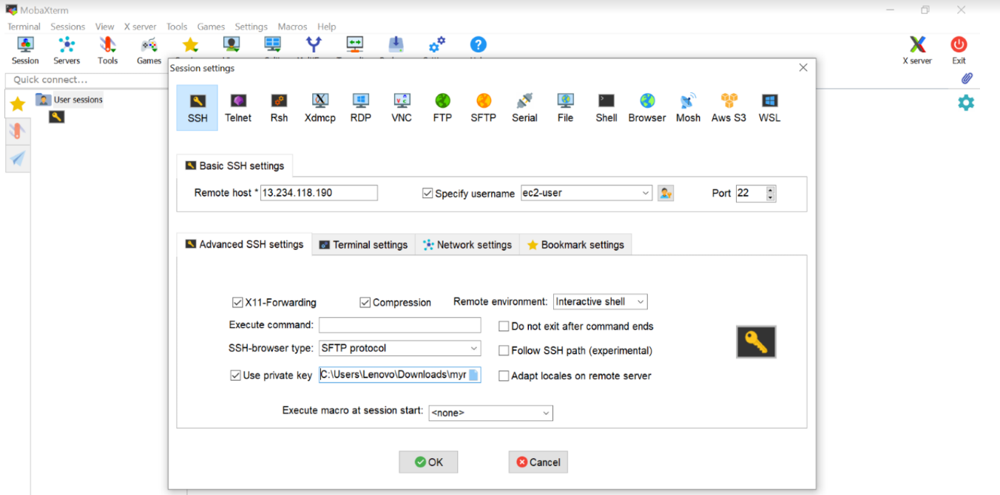 MobaXterm
Terminal Sessions View X server Tools Games Settings Macros Help
Session Servers Tools Games X server Exit
Quick connect...
User sessions
Session settings
SSH Telnet Rsh Xdmcp RDP VNC FTP SFTP Serial File Shell Browser Mosh Aws S3 WSL
Basic SSH settings
Remote host * 13.234.118.190 Specify username ec2-user Port 22
Advanced SSH settings Terminal settings Network settings Bookmark settings
X11-Forwarding Compression Remote environment: Interactive shell
Execute command: Do not exit after command ends
SSH-browser type: SFTP protocol Follow SSH path (experimental)
Use private key C:\Users\Lenovo\Downloads\myr Adapt locales on remote server
Execute macro at session start: <none>
OK Cancel